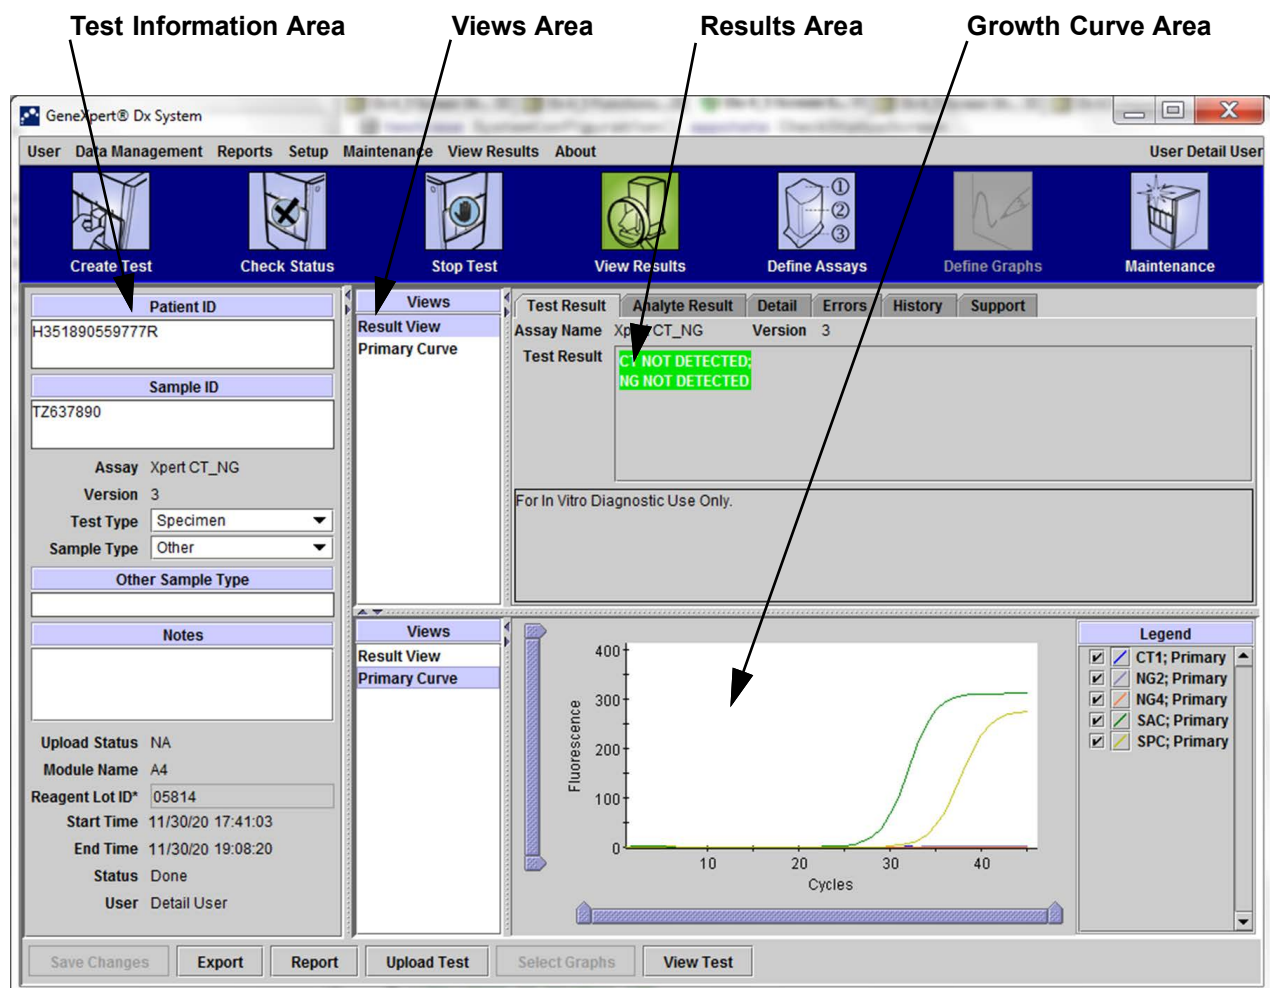 Test Information Area Views Area Results Area Growth Curve Area
GeneXpert® Dx System
User Data Management Reports Setup Maintenance View Results About User Detail User
Create Test Check Status Stop Test View Results Define Assays Define Graphs Maintenance
1
2
3
Patient ID
H351890559777R
Sample ID
TZ637890
Assay Xpert CT_NG
Version 3
Test Type Specimen
Sample Type Other
Other Sample Type
Notes
Upload Status NA
Module Name A4
Reagent Lot ID* 05814
Start Time 11/30/20 17:41:03
End Time 11/30/20 19:08:20
Status Done
User Detail User
Views
Result View
Primary Curve
Test Result Analyte Result Detail Errors History Support
Assay Name Xpert CT_NG Version 3
Test Result CT NOT DETECTED;
NG NOT DETECTED
For In Vitro Diagnostic Use Only.
Views
Result View
Primary Curve
400
300
200
100
0
Fluorescence
10 20 30 40
Cycles
Legend
CT1; Primary
NG2; Primary
NG4; Primary
SAC; Primary
SPC; Primary
Save Changes Export Report Upload Test Select Graphs View Test